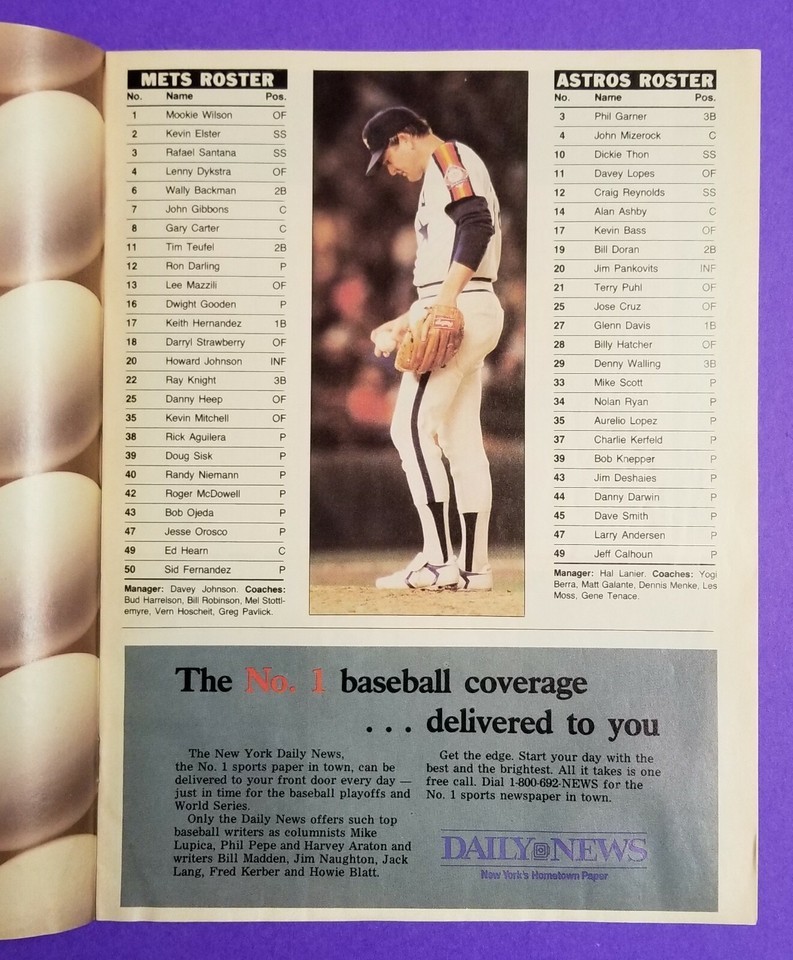 METS ROSTER
No. Name Pos.
1 Mookie Wilson OF
2 Kevin Elster SS
3 Rafael Santana SS
4 Lenny Dykstra OF
6 Wally Backman 2B
7 John Gibbons C
8 Gary Carter C
11 Tim Teufel 2B
12 Ron Darling P
13 Lee Mazzili OF
16 Dwight Gooden P
17 Keith Hernandez 1B
18 Darryl Strawberry OF
20 Howard Johnson INF
22 Ray Knight 3B
25 Danny Heep OF
35 Kevin Mitchell OF
38 Rick Aguilera P
39 Doug Sisk P
40 Randy Niemann P
42 Roger McDowell P
43 Bob Ojeda P
47 Jesse Orosco P
49 Ed Hearn C
50 Sid Fernandez P
Manager: Davey Johnson. Coaches:
Bud Harrelson, Bill Robinson, Mel Stottl-
emyre, Vern Hoscheit, Greg Pavlick.
ASTROS ROSTER
No. Name Pos.
3 Phil Garner 3B
4 John Mizerock C
10 Dickie Thon SS
11 Davey Lopes OF
12 Craig Reynolds SS
14 Alan Ashby C
17 Kevin Bass OF
19 Bill Doran 2B
20 Jim Pankovits INF
21 Terry Puhl OF
25 Jose Cruz OF
27 Glenn Davis 1B
28 Billy Hatcher OF
29 Denny Walling 3B
33 Mike Scott P
34 Nolan Ryan P
35 Aurelio Lopez P
37 Charlie Kerfeld P
39 Bob Knepper P
43 Jim Deshaies P
44 Danny Darwin P
45 Dave Smith P
47 Larry Andersen P
49 Jeff Calhoun P
Manager: Hal Lanier. Coaches: Yogi
Berra, Matt Galante, Dennis Menke, Les
Moss, Gene Tenace.
The No. 1 baseball coverage
. . . delivered to you
The New York Daily News,
the No. 1 sports paper in town, can be
delivered to your front door every day —
just in time for the baseball playoffs and
World Series.
Only the Daily News offers such top
baseball writers as columnists Mike
Lupica, Phil Pepe and Harvey Araton and
writers Bill Madden, Jim Naughton, Jack
Lang, Fred Kerber and Howie Blatt.
Get the edge. Start your day with the
best and the brightest. All it takes is one
free call. Dial 1-800-692-NEWS for the
No. 1 sports newspaper in town.
DAILY NEWS
New York's Hometown Paper